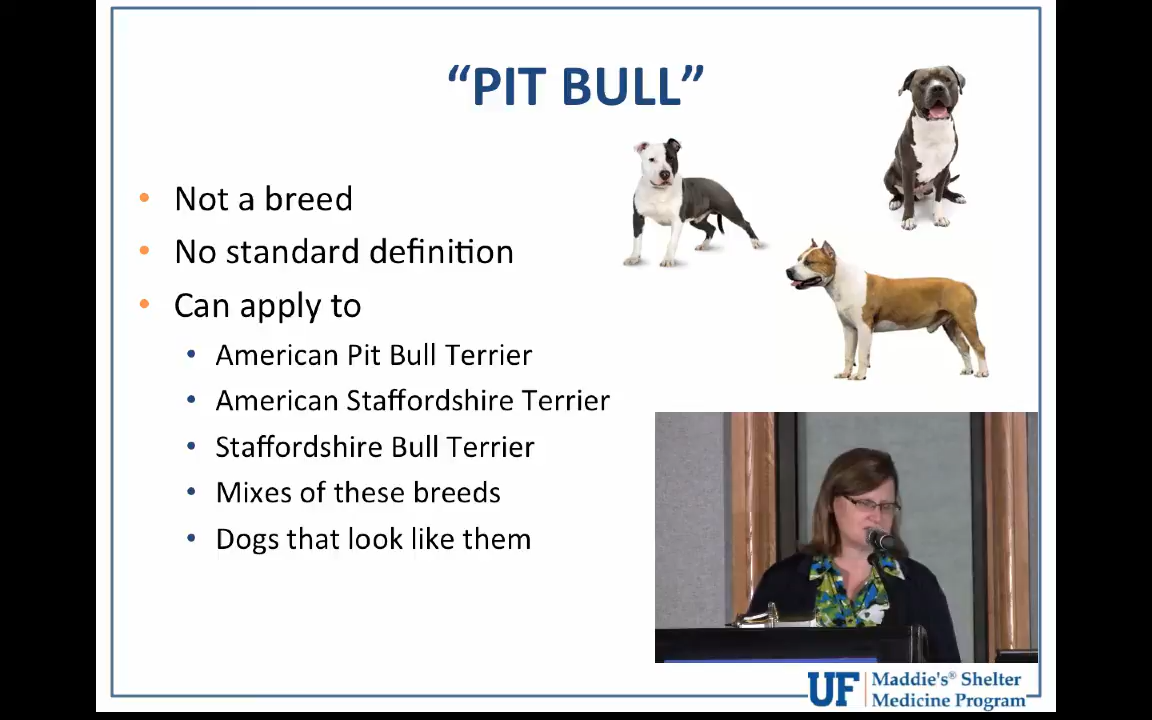 “PIT BULL”
• Not a breed
• No standard definition
• Can apply to
• American Pit Bull Terrier
• American Staffordshire Terrier
• Staffordshire Bull Terrier
• Mixes of these breeds
• Dogs that look like them
UF Maddie's® Shelter
Medicine Program